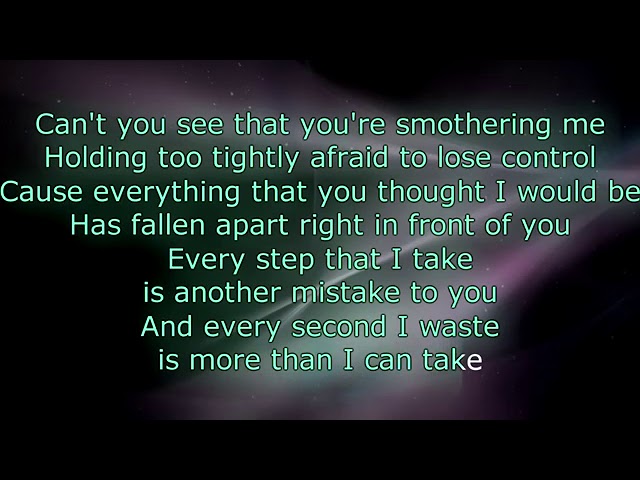 Can't you see that you're smothering me
Holding too tightly afraid to lose control
Cause everything that you thought I would be
Has fallen apart right in front of you
Every step that I take
is another mistake to you
And every second I waste
is more than I can take